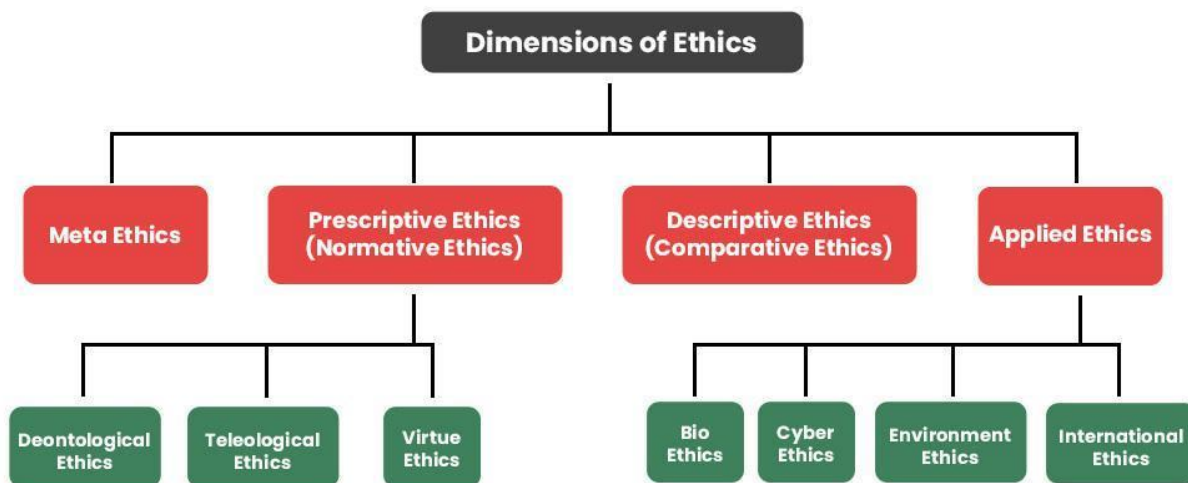 Dimensions of Ethics
Meta Ethics
Prescriptive Ethics
(Normative Ethics)
Descriptive Ethics
(Comparative Ethics)
Applied Ethics
Deontological
Ethics
Teleological
Ethics
Virtue
Ethics
Bio
Ethics
Cyber
Ethics
Environment
Ethics
International
Ethics